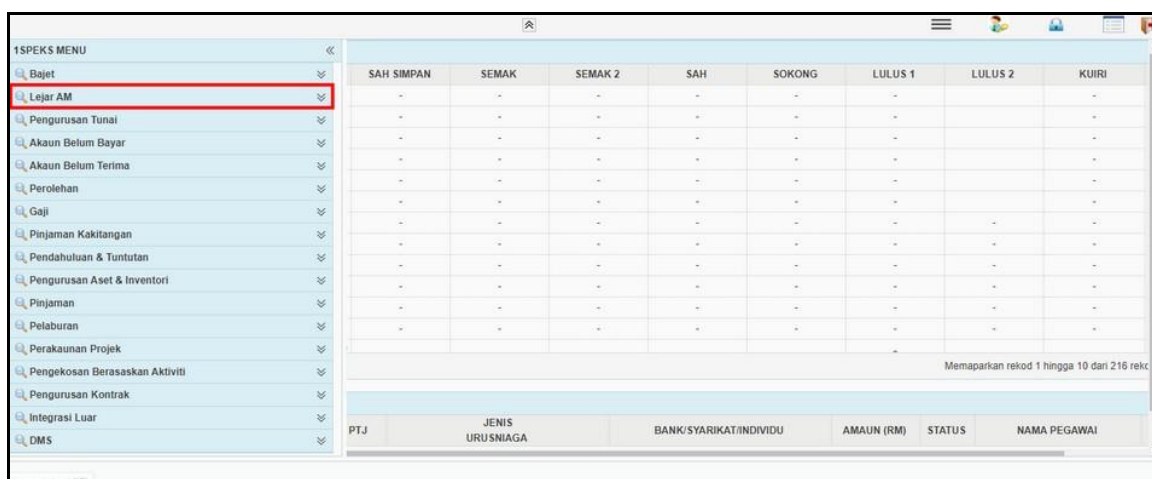 1SPEKS MENU
Bajet
Lejar AM
Pengurusan Tunai
Akaun Belum Bayar
Akaun Belum Terima
Perolehan
Gaji
Pinjaman Kakitangan
Pendahuluan & Tuntutan
Pengurusan Aset & Inventori
Pinjaman
Pelaburan
Perakaunan Projek
Pengekosan Berasaskan Aktiviti
Pengurusan Kontrak
Integrasi Luar
DMS
SAH SIMPAN SEMAK SEMAK 2 SAH SOKONG LULUS 1 LULUS 2 KUIRI
- - - - - - -
- - - - - - -
- - - - - - -
- - - - - - -
- - - - - - -
- - - - - - -
- - - - - - - -
- - - - - - - -
- - - - - - - -
- - - - - - - -
- - - - - - - -
- - - - - - - -
Memaparkan rekod 1 hingga 10 dari 216
PTJ JENIS URUSNIAGA BANK/SYARIKAT/INDIVIDU AMAUN (RM) STATUS NAMA PEGAWAI